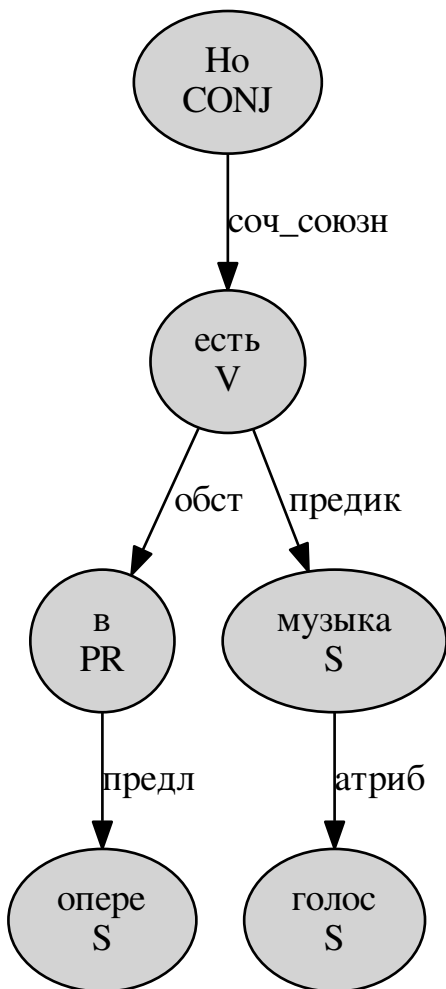 Но
CONJ
соч_союзн
есть
V
обст предик
в музыка
PR S
предл атриб
опере голос
S S